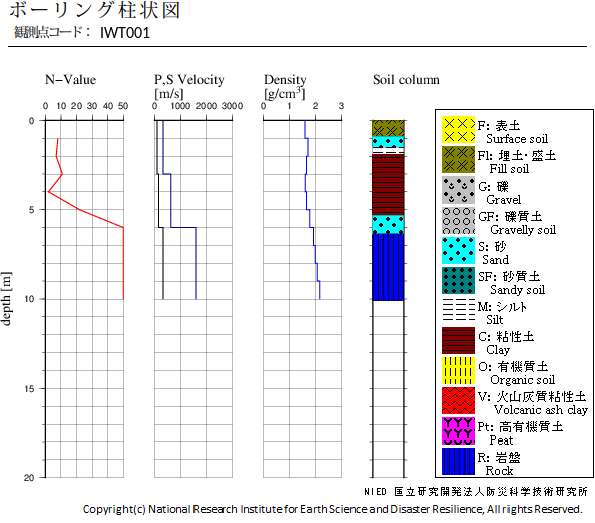 ボーリング柱状図
観測点コード： IWT001
N−Value
P,S Velocity
[m/s]
Density
[g/cm³]
Soil column
0 10 20 30 40 50
0 1000 2000 3000
0 1 2 3
0
5
10
15
20
depth [m]
F: 表土
Surface soil
Fl: 埋土・盛土
Fill soil
G: 礫
Gravel
GF: 礫質土
Gravelly soil
S: 砂
Sand
SF: 砂質土
Sandy soil
M: シルト
Silt
C: 粘性土
Clay
O: 有機質土
Organic soil
V: 火山灰質粘性土
Volcanic ash clay
Pt: 高有機質土
Peat
R: 岩盤
Rock
NIED 国立研究開発法人防災科学技術研究所
Copyright(c) National Research Institute for Earth Science and Disaster Resilience, All rights Reserved.